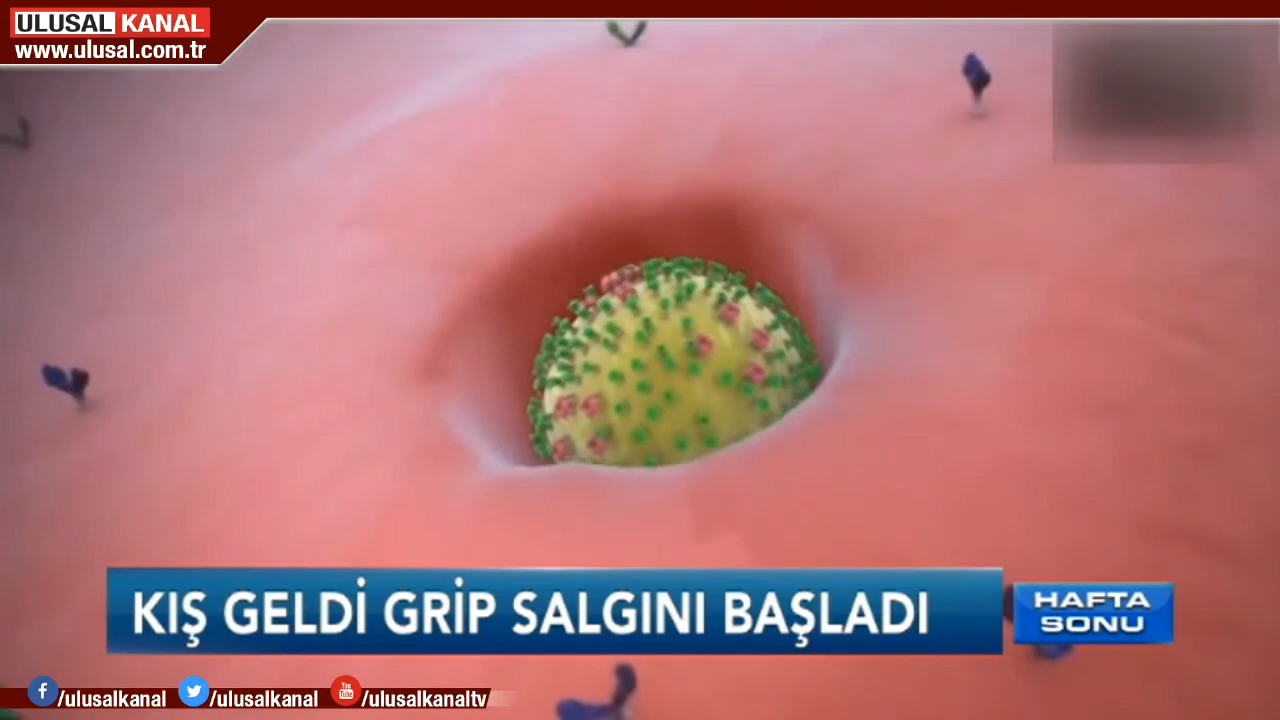 ULUSAL KANAL
www.ulusal.com.tr
KIŞ GELDİ GRİP SALGINI BAŞLADI
HAFTA
SONU
/ulusalkanal
/ulusalkanal
/ulusalkanaltv